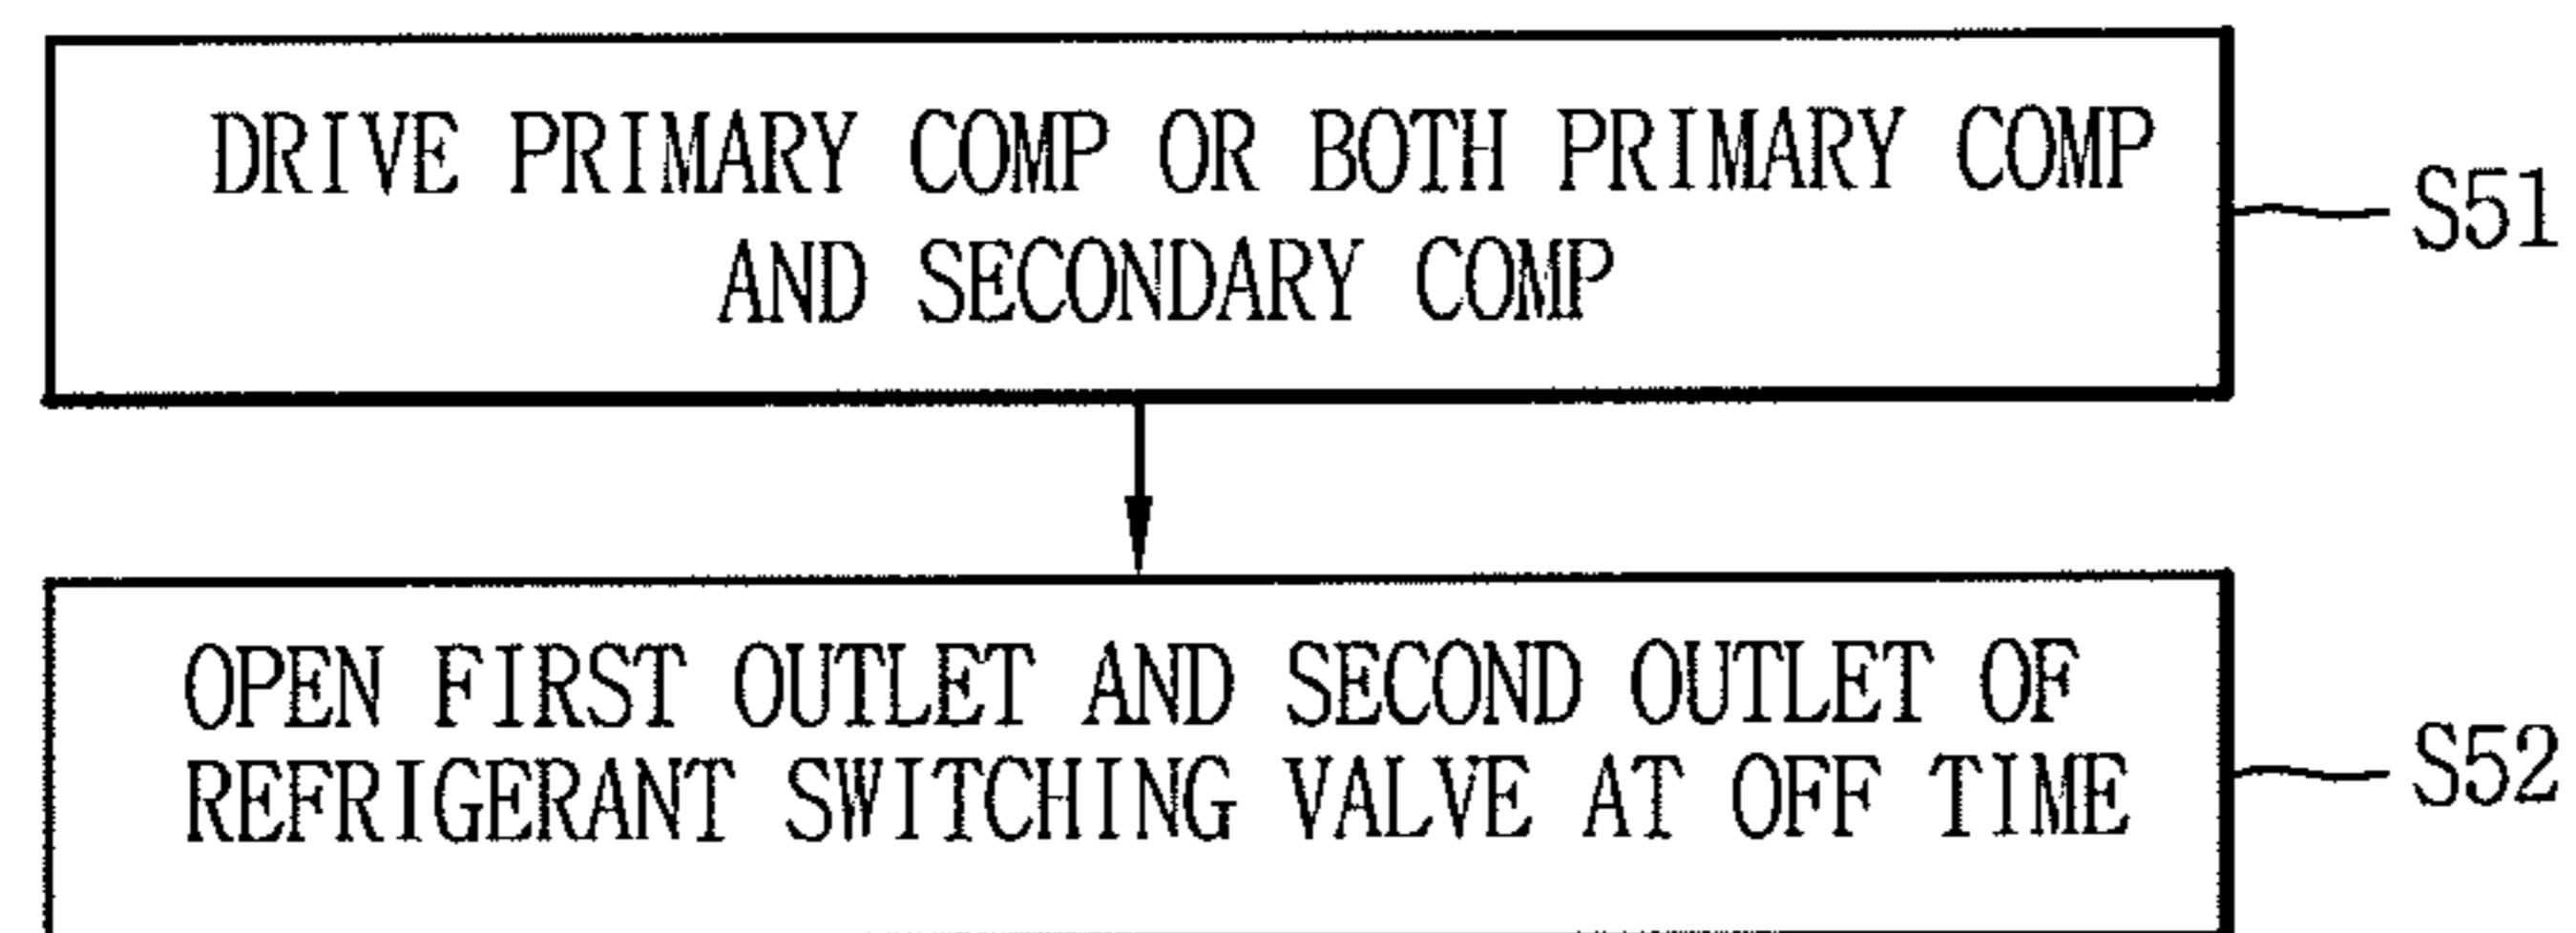 DRIVE PRIMARY COMP OR BOTH PRIMARY COMP
AND SECONDARY COMP
S51
OPEN FIRST OUTLET AND SECOND OUTLET OF
REFRIGERANT SWITCHING VALVE AT OFF TIME
S52